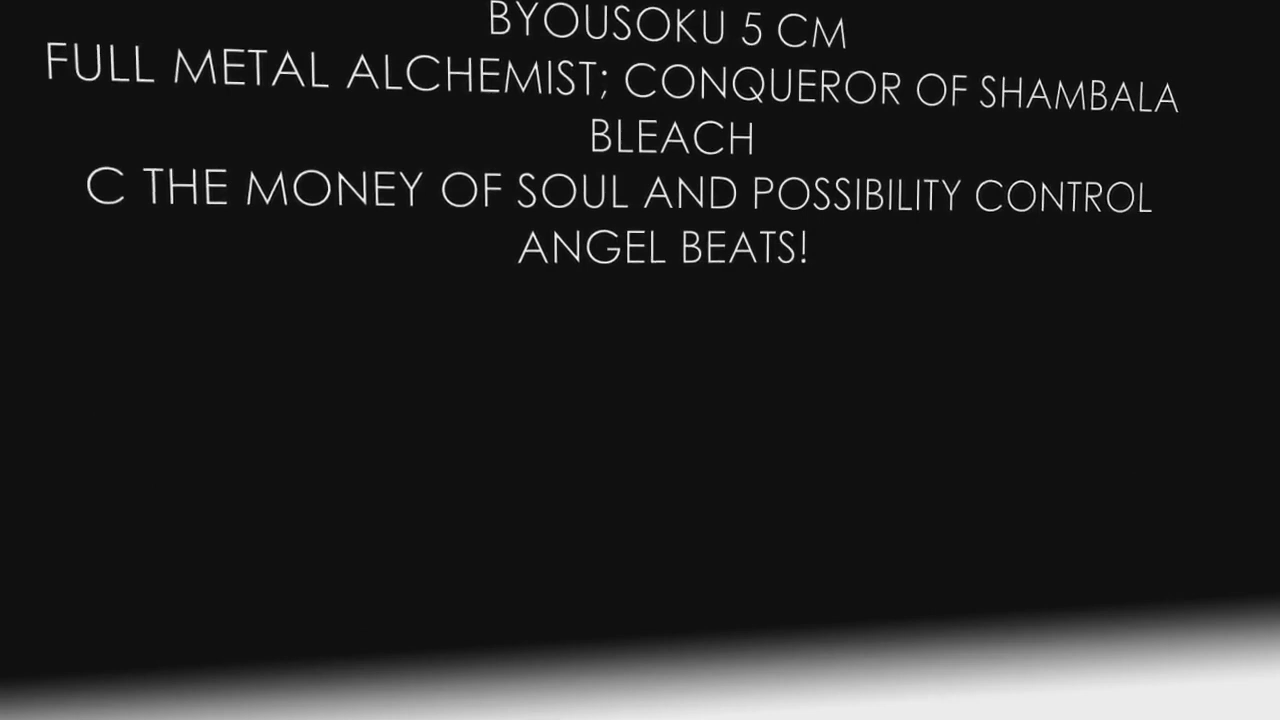 BYOUSOKU 5 CM
FULL METAL ALCHEMIST; CONQUEROR OF SHAMBALA
BLEACH
C THE MONEY OF SOUL AND POSSIBILITY CONTROL
ANGEL BEATS!